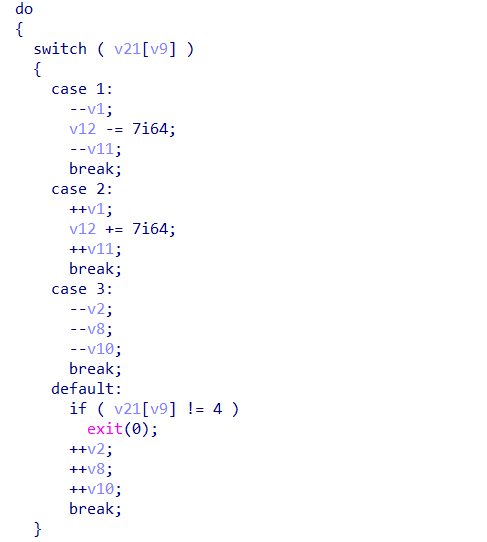 do
{
  switch ( v21[v9] )
  {
    case 1:
      --v1;
      v12 -= 7i64;
      --v11;
      break;
    case 2:
      ++v1;
      v12 += 7i64;
      ++v11;
      break;
    case 3:
      --v2;
      --v8;
      --v10;
      break;
    default:
      if ( v21[v9] != 4 )
        exit(0);
      ++v2;
      ++v8;
      ++v10;
      break;
  }